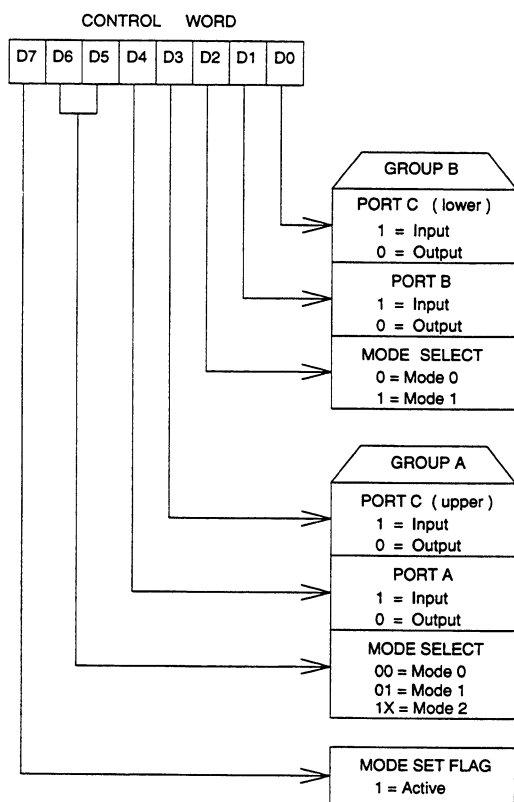 CONTROL WORD
D7 D6 D5 D4 D3 D2 D1 D0
GROUP B
PORT C ( lower )
1 = Input
0 = Output
PORT B
1 = Input
0 = Output
MODE SELECT
0 = Mode 0
1 = Mode 1
GROUP A
PORT C ( upper )
1 = Input
0 = Output
PORT A
1 = Input
0 = Output
MODE SELECT
00 = Mode 0
01 = Mode 1
1X = Mode 2
MODE SET FLAG
1 = Active